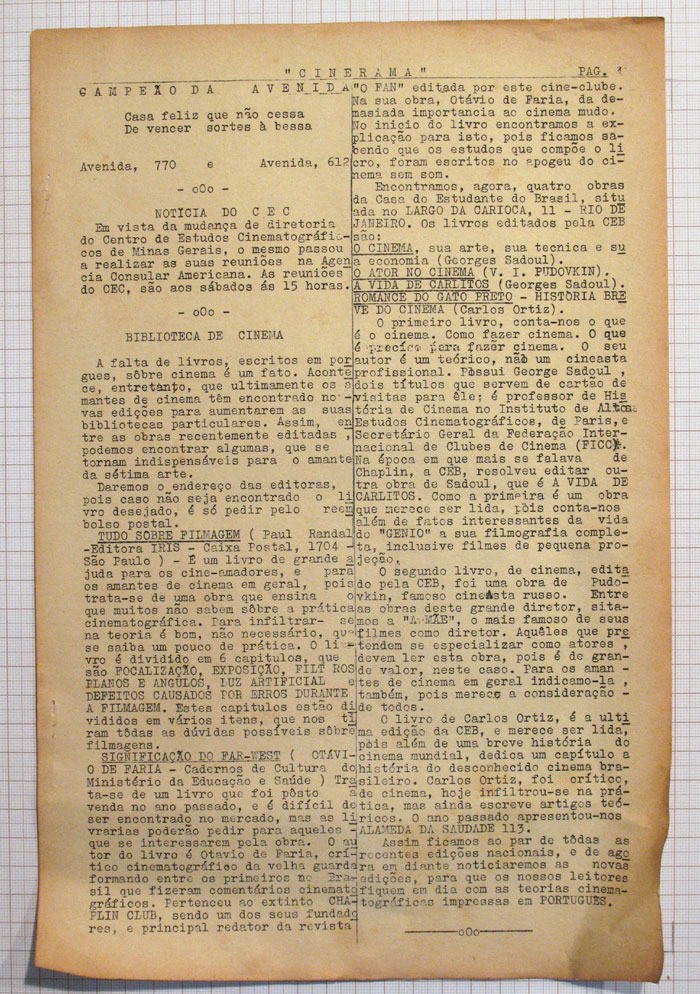 "CINERAMA" PAG.
CAMPEÃO DA AVENIDA
Casa feliz que não cessa
De vencer sortes à bessa
Avenida, 770 e Avenida, 612
- oOo -
NOTÍCIA DO C E C
Em vista da mudança de diretoria
do Centro de Estudos Cinematográfi-
cos de Minas Gerais, o mesmo passou
a realizar as suas reuniões na Agen
cia Consular Americana. As reuniões
do CEC, são aos sábados ás 15 horas.
- oOo -
BIBLIOTECA DE CINEMA
A falta de livros, escritos em por
gues, sôbre cinema é um fato. Aconte
ce, entretanto, que ultimamente os a
mantes de cinema têm encontrado no-
vas edições para aumentarem as suas
bibliotecas particulares. Assim, en
tre as obras recentemente editadas ,
podemos encontrar algumas, que se
tornam indispensáveis para o amante
da sétima arte.
Daremos o endereço das editoras,
pois caso não seja encontrado o li
vro desejado, é só pedir pelo reem
bolso postal.
TUDO SÔBRE FILMAGEM ( Paul Randal
-Editora IRIS - Caixa Postal, 1704 -
São Paulo ) - É um livro de grande a
juda para os cine-amadores, e para
os amantes de cinema em geral, pois
trata-se de uma obra que ensina o
que muitos não sabem sôbre a prática
cinematográfica. Para infiltrar- se
na teoria é bom, não necessário, que
se saiba um pouco de prática. O li -
vro é dividido em 6 capitulos, que
são FOCALIZAÇÃO, EXPOSIÇÃO, FILT ROS
PLANOS E ANGULOS, LUZ ARTIFICIAL e
DEFEITOS CAUSADOS POR ERROS DURANTE
A FILMAGEM. Estes capitulos estão di
vididos em vários itens, que nos ti
ram tôdas as dúvidas possíveis sôbre
filmagens.
SIGNIFICAÇÃO DO FAR-WEST ( OTÁVI-
O DE FARIA - Cadernos de Cultura do
Ministério da Educação e Saúde ) Tra
ta-se de um livro que foi pôsto a
venda no ano passado, e é difícil de
ser encontrado no mercado, mas as li
vrarias poderão pedir para aqueles -
que se interessarem pela obra. O au
tor do livro é Otavio de Faria, crí-
tico cinematográfico da velha guarda
formando entre os primeiros no Bra-
sil que fizeram comentários cinemato
gráficos. Pertenceu ao extinto CHA-
PLIN CLUB, sendo um dos seus fundado
res, e principal redator da revista
"O FAN" editada por este cine-clube.
Na sua obra, Otávio de Faria, da de-
masiada importancia ao cinema mudo.
No inicio do livro encontramos a ex-
plicação para isto, pois ficamos sa-
bendo que os estudos que compõe o li
cro, foram escritos no apogeu do ci-
nema sem som.
Encontramos, agora, quatro obras
da Casa do Estudante do Brasil, situ
ada no LARGO DA CARIOCA, 11 - RIO DE
JANEIRO. Os livros editados pela CEB
são:
O CINEMA, sua arte, sua tecnica e su
a economia (Georges Sadoul).
O ATOR NO CINEMA (V. I. PUDOVKIN).
A VIDA DE CARLITOS (Georges Sadoul).
ROMANCE DO GATO PRETO - HISTÓRIA BRE
VE DO CINEMA (Carlos Ortiz).
O primeiro livro, conta-nos o que
é o cinema. Como fazer cinema. O que
é preciso para fazer cinema. O seu
autor é um teórico, não um cineasta
profissional. Possui George Sadoul ,
dois títulos que servem de cartão de
visitas para êle; é professor de His
tória de Cinema no Instituto de Altos
Estudos Cinematográficos, de Paris, e
Secretário Geral da Federação Inter-
nacional de Clubes de Cinema (FICC).
Na época em que mais se falava de
Chaplin, a CEB, resolveu editar ou-
tra obra de Sadoul, que é A VIDA DE
CARLITOS. Como a primeira é um obra
que merece ser lida, pois conta-nos
além de fatos interessantes da vida
do "GENIO" a sua filmografia comple-
ta, inclusive filmes de pequena pro-
jeção.
O segundo livro, de cinema, edita
do pela CEB, foi uma obra de Pudo-
vkin, famoso cineasta russo. Entre
as obras deste grande diretor, sita-
mos a "A MÃE", o mais famoso de seus
filmes como diretor. Aquêles que pre
tendem se especializar como atores ,
devem ler esta obra, pois é de gran-
de valor, neste caso. Para os aman -
tes de cinema em geral indicamo-la ,
também, pois merece a consideração -
de todos.
O livro de Carlos Ortiz, é a ulti
ma edição da CEB, e merece ser lida,
pois além de uma breve história do
cinema mundial, dedica um capítulo a
história do desconhecido cinema bra-
sileiro. Carlos Ortiz, foi crítico,
de cinema, hoje infiltrou-se na prá-
tica, mas ainda escreve artigos teó-
ricos. O ano passado apresentou-nos
ALAMEDA DA SAUDADE 113.
Assim ficamos ao par de tôdas as
recentes edições nacionais, e de ago
ra em diante noticiaremos as novas
edições, para que os nossos leitores
fiquem em dia com as teorias cinema-
tográficas impressas em PORTUGUÊS.
oOo